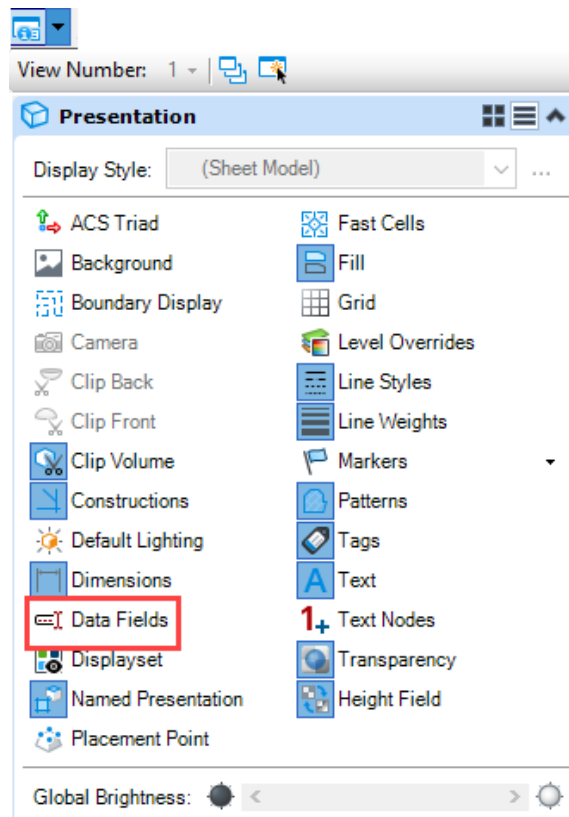 View Number: 1
Presentation
Display Style: (Sheet Model) ...
ACS Triad
Background
Boundary Display
Camera
Clip Back
Clip Front
Clip Volume
Constructions
Default Lighting
Dimensions
Data Fields
Displayset
Named Presentation
Placement Point
Fast Cells
Fill
Grid
Level Overrides
Line Styles
Line Weights
Markers
Patterns
Tags
Text
Text Nodes
Transparency
Height Field
Global Brightness: